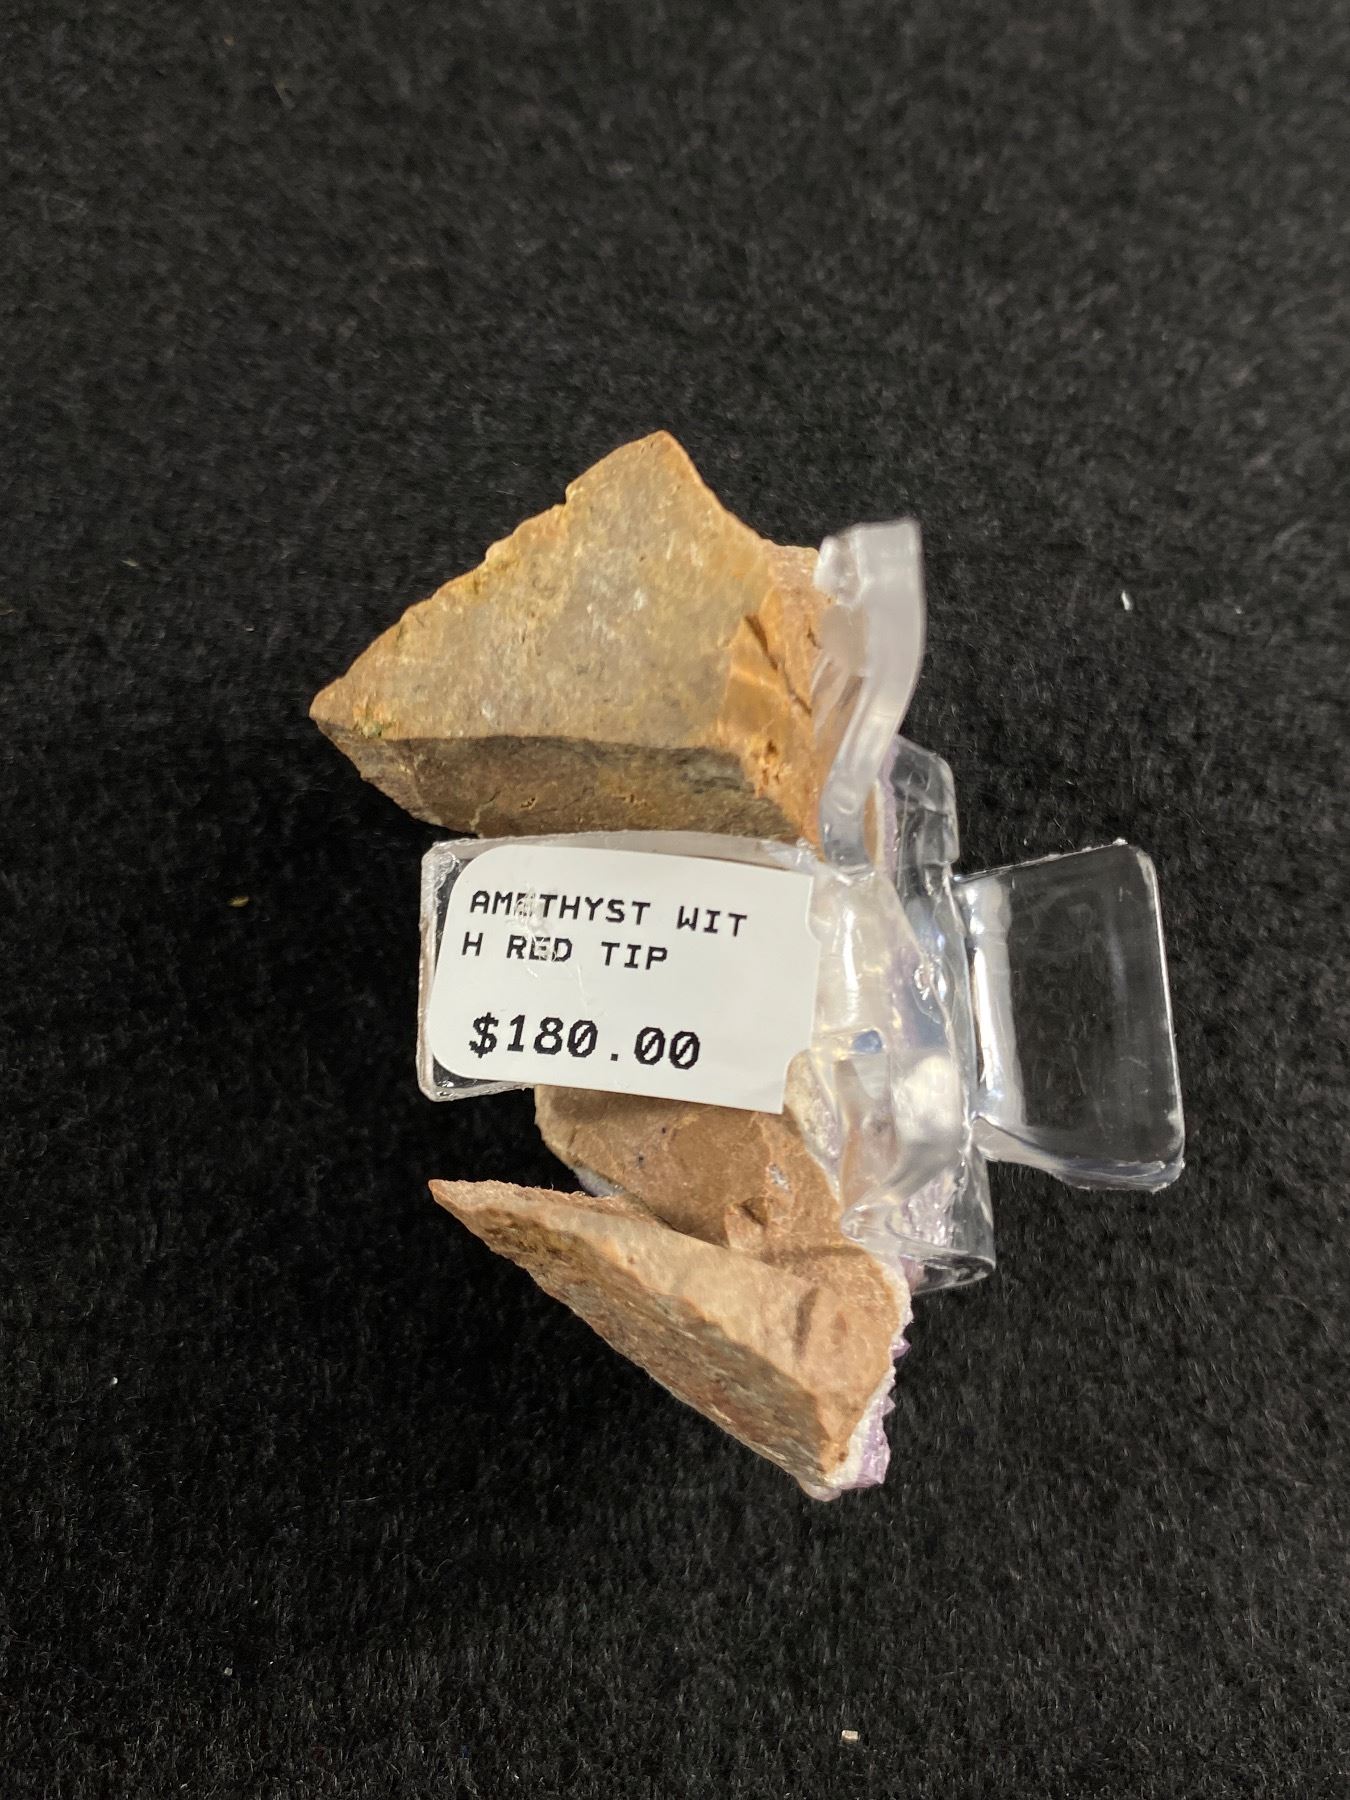 AMETHYST WIT
H RED TIP
$180.00